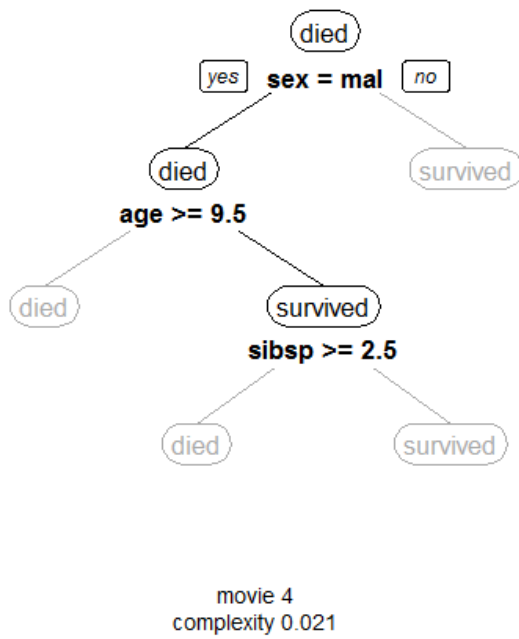 died
yes sex = mal no
died survived
age >= 9.5
died survived
sibsp >= 2.5
died survived
movie 4
complexity 0.021